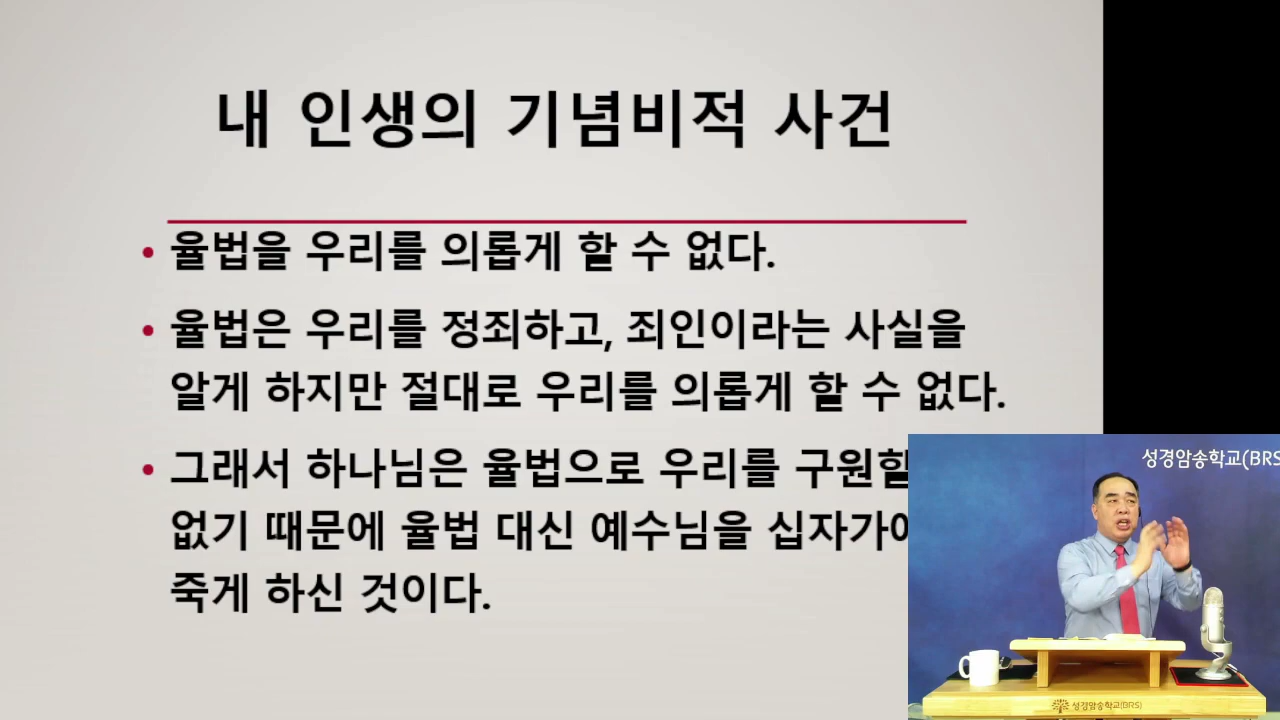 내 인생의 기념비적 사건
• 율법을 우리를 의롭게 할 수 없다.
• 율법은 우리를 정죄하고, 죄인이라는 사실을
알게 하지만 절대로 우리를 의롭게 할 수 없다.
• 그래서 하나님은 율법으로 우리를 구원할
없기 때문에 율법 대신 예수님을 십자가에
죽게 하신 것이다.
성경암송학교(BRS
성경암송학교(BRS)